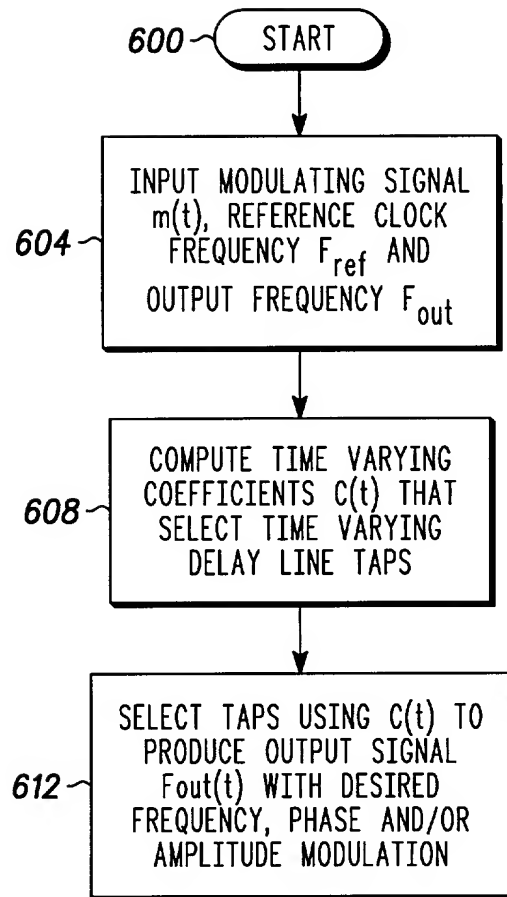 600
START
INPUT MODULATING SIGNAL
m(t), REFERENCE CLOCK
604
FREQUENCY Fref AND
OUTPUT FREQUENCY Fout
COMPUTE TIME VARYING
COEFFICIENTS C(t) THAT
608
SELECT TIME VARYING
DELAY LINE TAPS
SELECT TAPS USING C(t) TO
PRODUCE OUTPUT SIGNAL
612
Fout(t) WITH DESIRED
FREQUENCY, PHASE AND/OR
AMPLITUDE MODULATION